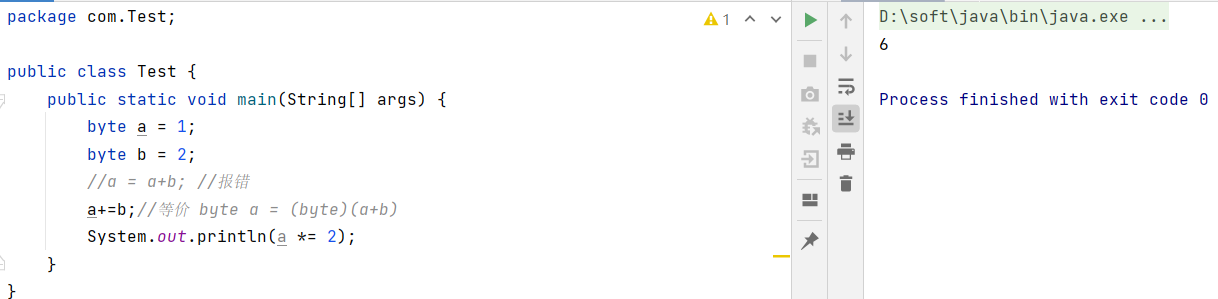 package com.Test;
1
public class Test {
public static void main(String[] args) {
byte a = 1;
byte b = 2;
//a = a+b; //报错
a+=b;//等价 byte a = (byte)(a+b)
System.out.println(a *= 2);
}
}
D:\soft\java\bin\java.exe ...
6
Process finished with exit code 0